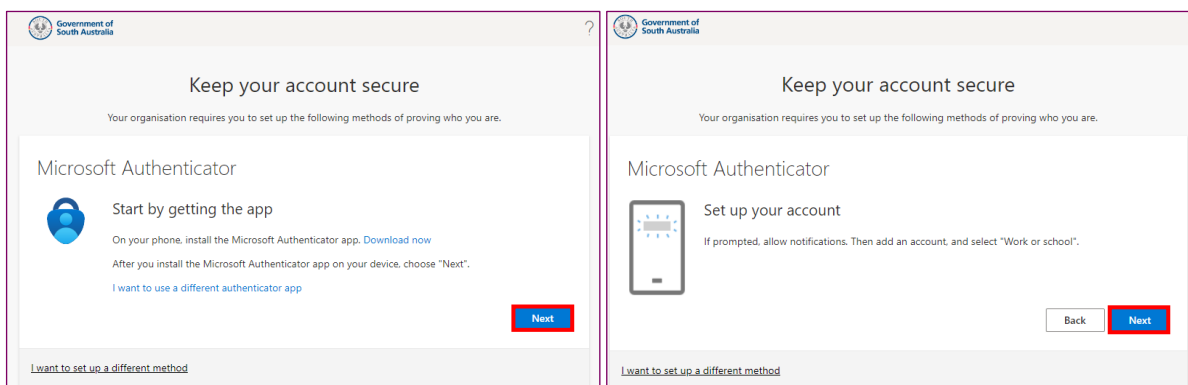 Government of
South Australia
?
Keep your account secure
Your organisation requires you to set up the following methods of proving who you are.
Microsoft Authenticator
Start by getting the app
On your phone, install the Microsoft Authenticator app. Download now
After you install the Microsoft Authenticator app on your device, choose "Next".
I want to use a different authenticator app
Next
I want to set up a different method
Government of
South Australia
Keep your account secure
Your organisation requires you to set up the following methods of proving who you are.
Microsoft Authenticator
Set up your account
If prompted, allow notifications. Then add an account, and select "Work or school".
Back
Next
I want to set up a different method